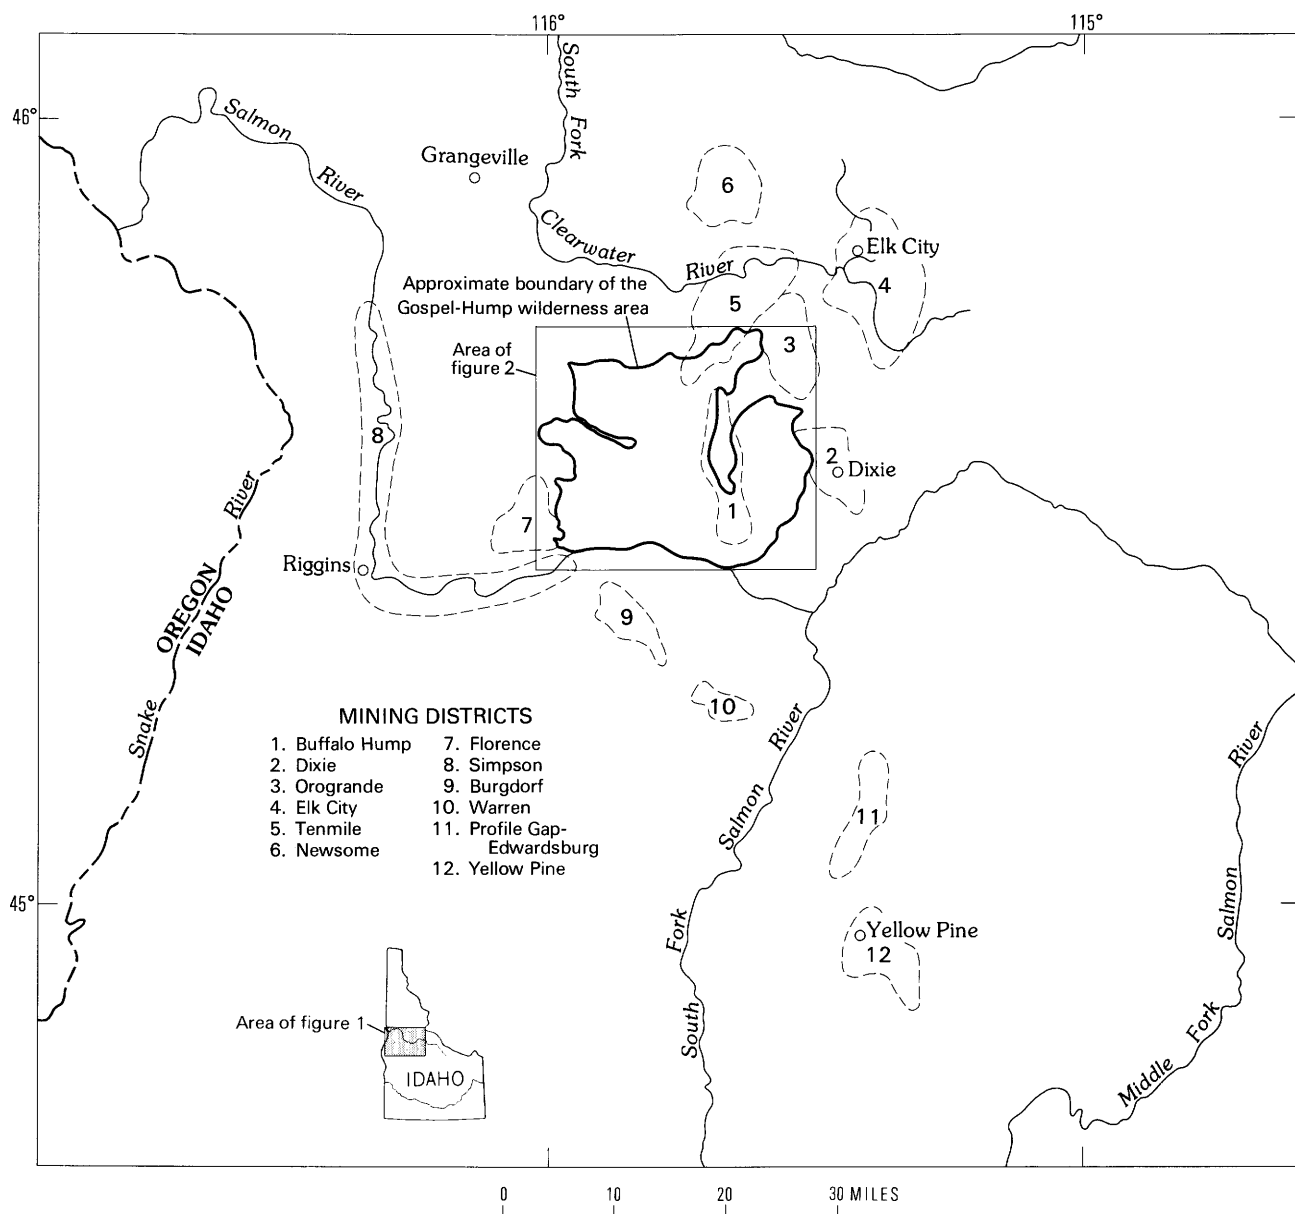 116°
115°
46°
South Fork
Clearwater
River
Salmon
River
Grangeville
6
Elk City
4
Approximate boundary of the
Gospel-Hump wilderness area
5
3
Area of
figure 2
8
2
Dixie
River
7
1
Riggins
OREGON
IDAHO
9
Snake
10
River
Salmon
River
MINING DISTRICTS
1. Buffalo Hump
2. Dixie
3. Orogrande
4. Elk City
5. Tenmile
6. Newsome
7. Florence
8. Simpson
9. Burgdorf
10. Warren
11. Profile Gap-
Edwardsburg
12. Yellow Pine
11
45°
Fork
South
Yellow Pine
12
Salmon
Fork
Middle
Area of figure 1
IDAHO
0 10 20 30 MILES